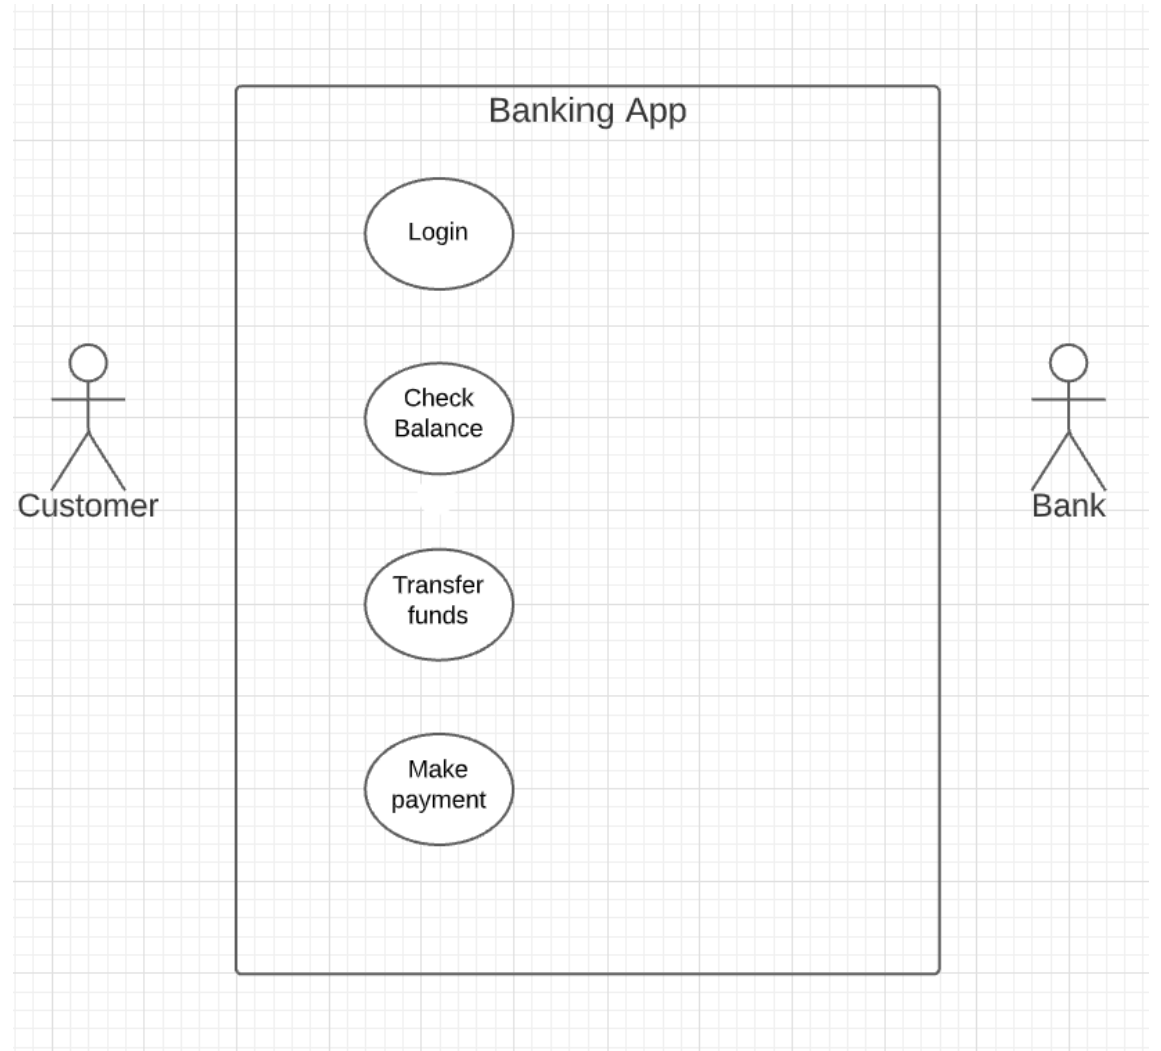 Banking App
Login
Check
Balance
Customer
Bank
Transfer
funds
Make
payment